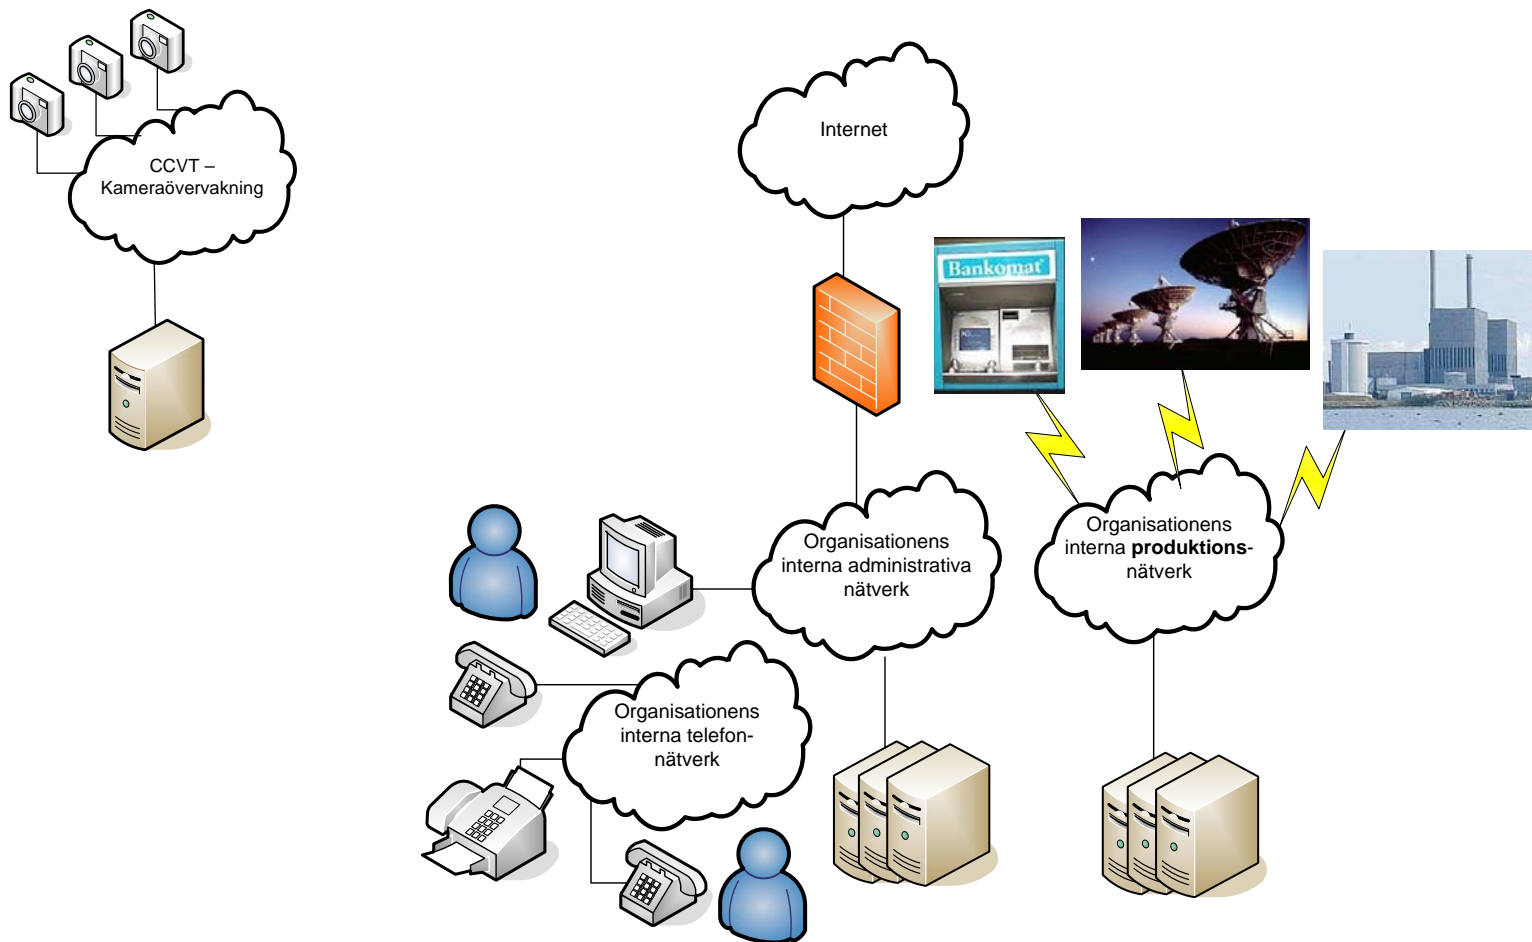 CCVT –
Kameraövervakning
Internet
Bankomat
Organisationens
interna administrativa
nätverk
Organisationens
interna produktions-
nätverk
Organisationens
interna telefon-
nätverk